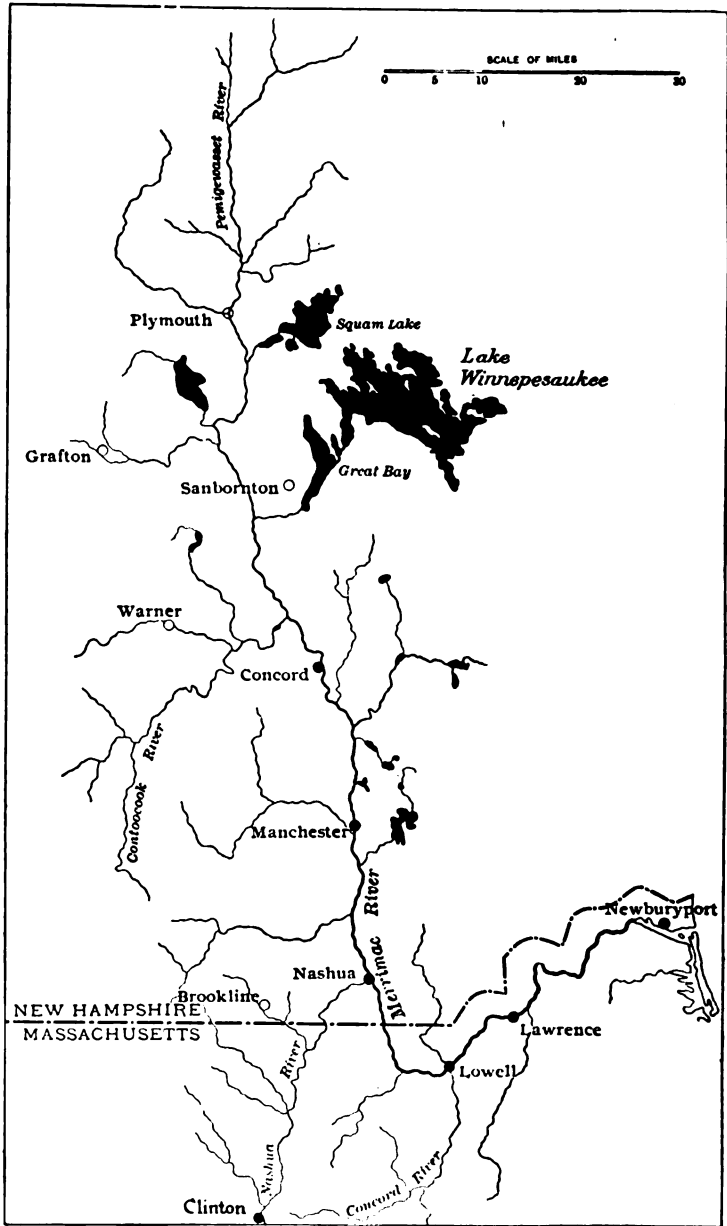 SCALE OF MILES
0 5 10 20 30
Pemigewasset River
Plymouth
Squam Lake
Lake
Winnepesaukee
Grafton
Sanbornton
Great Bay
Warner
Concord
Contoocook River
Manchester
Merrimac River
Newburyport
Nashua
Brookline
NEW HAMPSHIRE
MASSACHUSETTS
Lawrence
Lowell
Nashua River
Concord River
Clinton